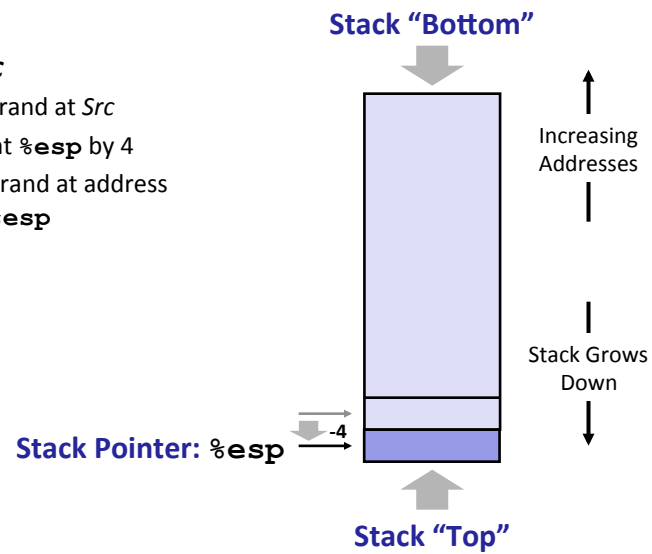 Stack “Bottom”
c
rand at Src
nt %esp by 4
rand at address
esp
Increasing
Addresses
Stack Grows
Down
-4
Stack Pointer: %esp
Stack “Top”